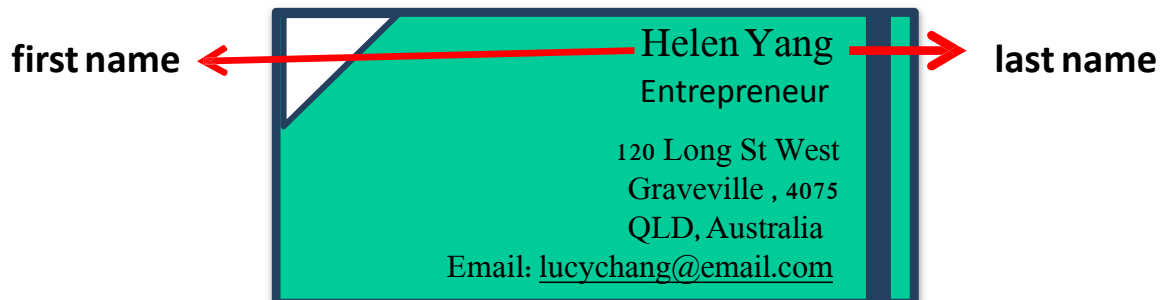 Helen Yang
first name
last name
Entrepreneur
120 Long St West
Graveville , 4075
QLD, Australia
Email: lucychang@email.com